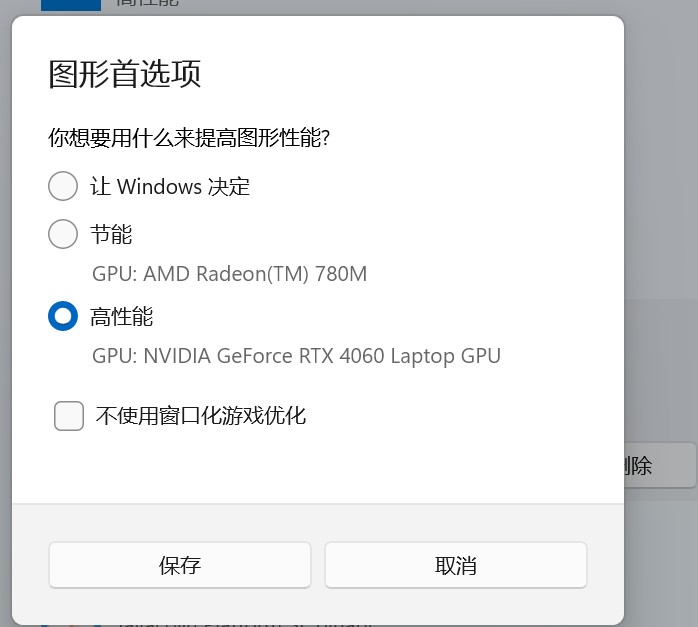 高性能
图形首选项
你想要用什么来提高图形性能?
让 Windows 决定
节能
GPU: AMD Radeon(TM) 780M
高性能
GPU: NVIDIA GeForce RTX 4060 Laptop GPU
不使用窗口化游戏优化
删除
保存
取消